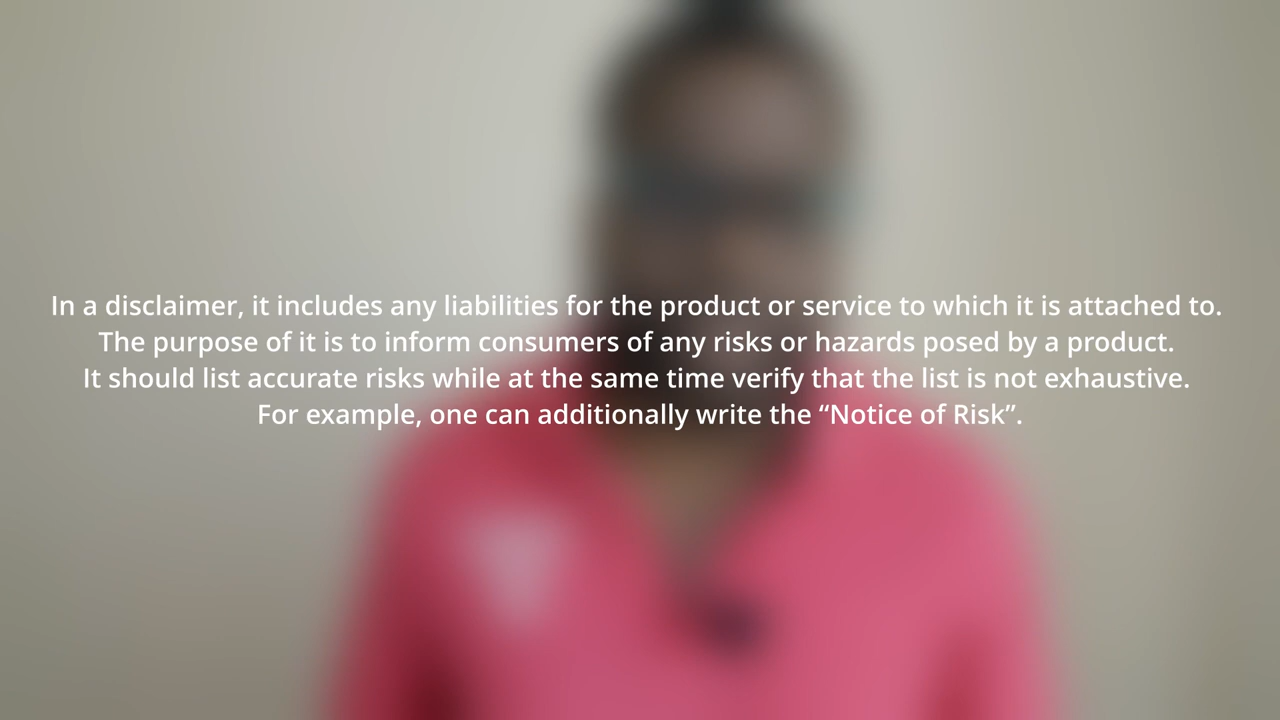 In a disclaimer, it includes any liabilities for the product or service to which it is attached to.
The purpose of it is to inform consumers of any risks or hazards posed by a product.
It should list accurate risks while at the same time verify that the list is not exhaustive.
For example, one can additionally write the “Notice of Risk”.